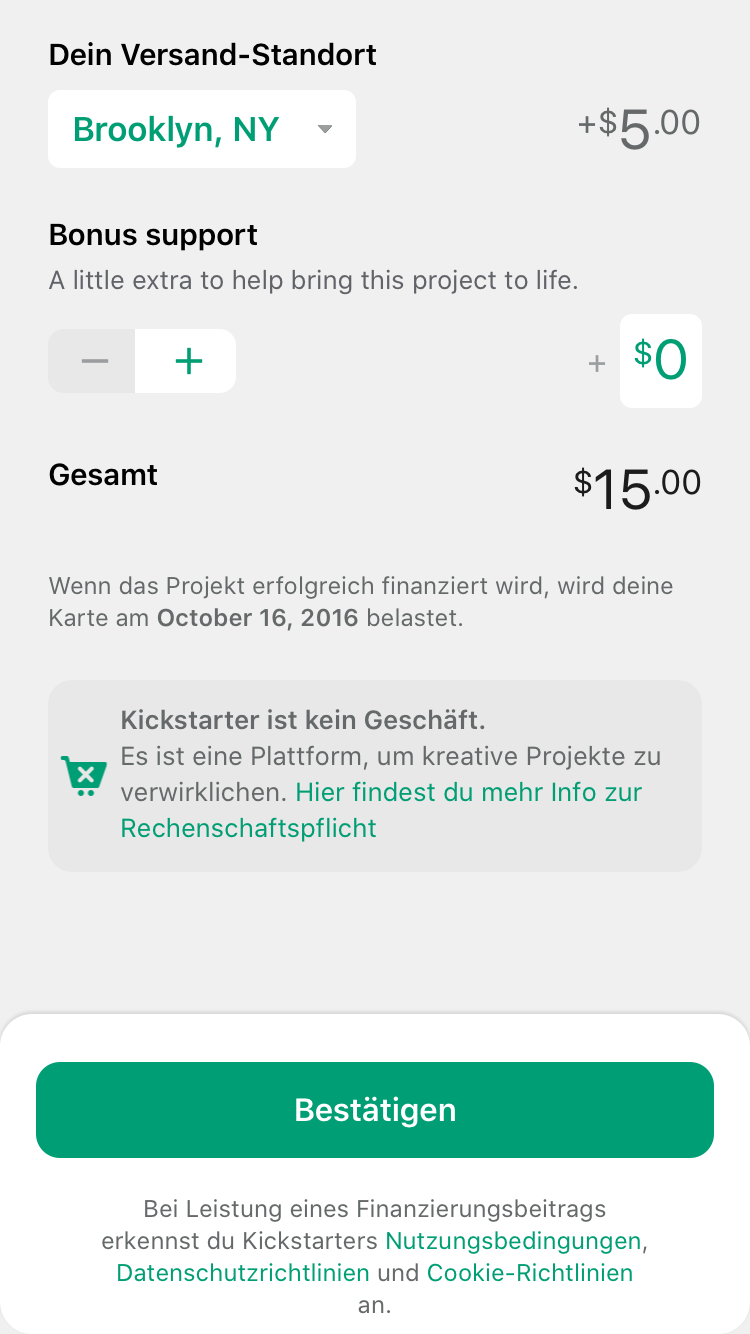 Dein Versand-Standort
Brooklyn, NY
+$5.00
Bonus support
A little extra to help bring this project to life.
− +
+ $0
Gesamt
$15.00
Wenn das Projekt erfolgreich finanziert wird, wird deine
Karte am October 16, 2016 belastet.
Kickstarter ist kein Geschäft.
Es ist eine Plattform, um kreative Projekte zu
verwirklichen. Hier findest du mehr Info zur
Rechenschaftspflicht
Bestätigen
Bei Leistung eines Finanzierungsbeitrags
erkennst du Kickstarters Nutzungsbedingungen,
Datenschutzrichtlinien und Cookie-Richtlinien
an.